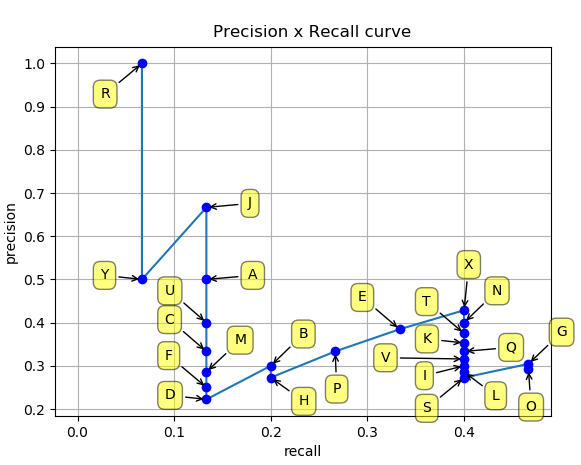 Precision x Recall curve
1.0
0.9
0.8
0.7
0.6
0.5
0.4
0.3
0.2
precision
0.0
0.1
0.2
0.3
0.4
recall
R
J
Y
A
X
U
N
E
T
C
M
B
K
Q
G
F
V
I
P
D
H
S
L
O